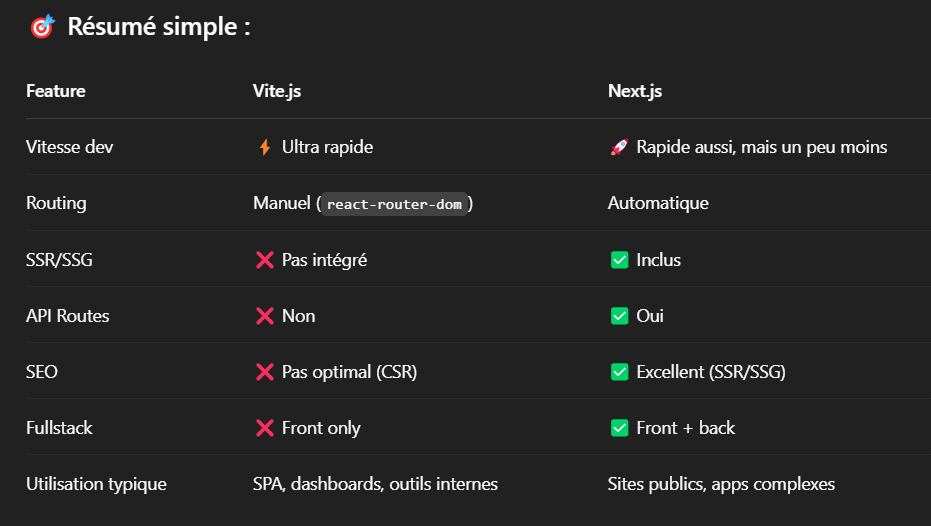 🎯 Résumé simple :
Feature Vite.js Next.js
Vitesse dev ⚡ Ultra rapide 🚀 Rapide aussi, mais un peu moins
Routing Manuel (react-router-dom) Automatique
SSR/SSG ❌ Pas intégré ✅ Inclus
API Routes ❌ Non ✅ Oui
SEO ❌ Pas optimal (CSR) ✅ Excellent (SSR/SSG)
Fullstack ❌ Front only ✅ Front + back
Utilisation typique SPA, dashboards, outils internes Sites publics, apps complexes